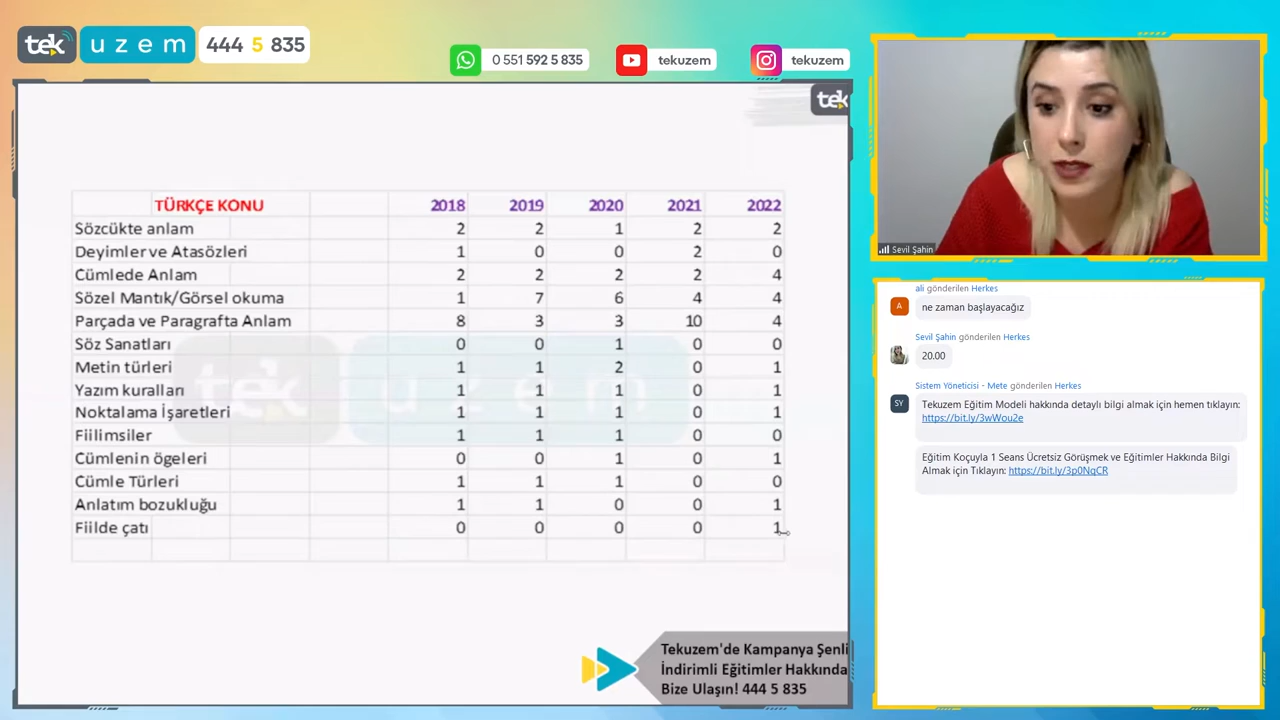 tek uzem 444 5 835
0 551 592 5 835
tekuzem
tekuzem
tek
TÜRKÇE KONU 2018 2019 2020 2021 2022
Sözcükte anlam 2 2 1 2 2
Deyimler ve Atasözleri 1 0 0 2 0
Cümlede Anlam 2 2 2 2 4
Sözel Mantık/Görsel okuma 1 7 6 4 4
Parçada ve Paragrafta Anlam 8 3 3 10 4
Söz Sanatları 0 0 1 0 0
Metin türleri 1 1 2 0 1
Yazım kuralları 1 1 1 0 1
Noktalama İşaretleri 1 1 1 0 1
Fiilimsiler 1 1 1 0 0
Cümlenin ögeleri 0 0 1 0 1
Cümle Türleri 1 1 1 0 0
Anlatım bozukluğu 1 1 0 0 1
Fiilde çatı 0 0 0 0 1
tek uzem
Tekuzem'de Kampanya Şenli
İndirimli Eğitimler Hakkında
Bize Ulaşın! 444 5 835
Sevil Şahin
ali gönderilen Herkes
A ne zaman başlayacağız
Sevil Şahin gönderilen Herkes
20.00
Sistem Yöneticisi - Mete gönderilen Herkes
SY Tekuzem Eğitim Modeli hakkında detaylı bilgi almak için hemen tıklayın:
https://bit.ly/3wWou2e
Eğitim Koçuyla 1 Seans Ücretsiz Görüşmek ve Eğitimler Hakkında Bilgi
Almak için Tıklayın: https://bit.ly/3p0NqCR